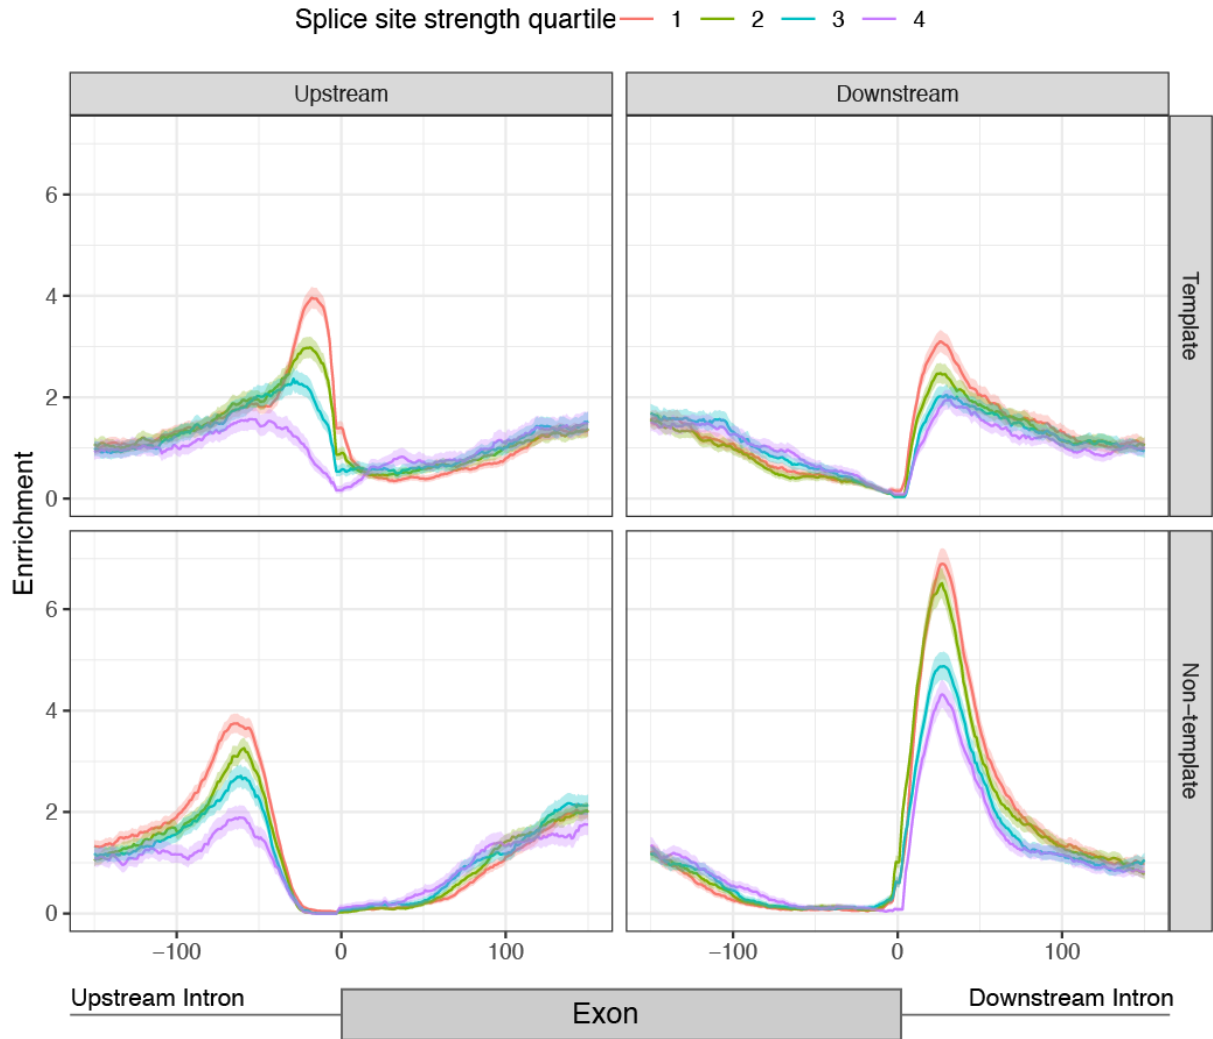 Splice site strength quartile 1 2 3 4
Upstream Downstream
6
4
2
0
Template
Enrrichment
6
4
2
0
Non−template
−100 0 100 −100 0 100
Upstream Intron Exon Downstream Intron